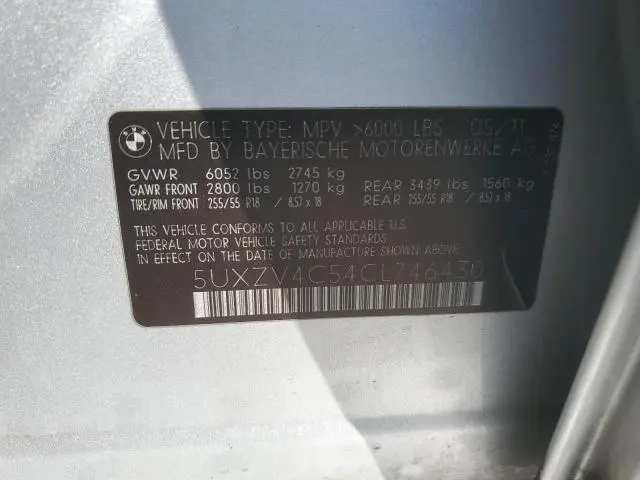 BMW
VEHICLE TYPE: MPV >6000 LBS 05/11
MFD BY BAYERISCHE MOTORENWERKE AG
GVWR 6052 lbs 2745 kg
GAWR FRONT 2800 lbs 1270 kg REAR 3439 lbs 1560 kg
TIRE/RIM FRONT 255/55 R18 / 8,5J x 18 REAR 255/55 R18 / 8,5J x 18
THIS VEHICLE CONFORMS TO ALL APPLICABLE U.S.
FEDERAL MOTOR VEHICLE SAFETY STANDARDS
IN EFFECT ON THE DATE OF MANUFACTURE SHOWN ABOVE.
5UXZV4C54CL746430